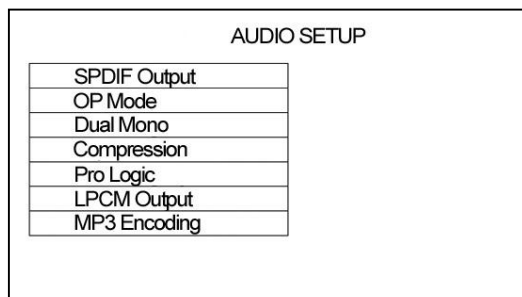 AUDIO SETUP
SPDIF Output
OP Mode
Dual Mono
Compression
Pro Logic
LPCM Output
MP3 Encoding